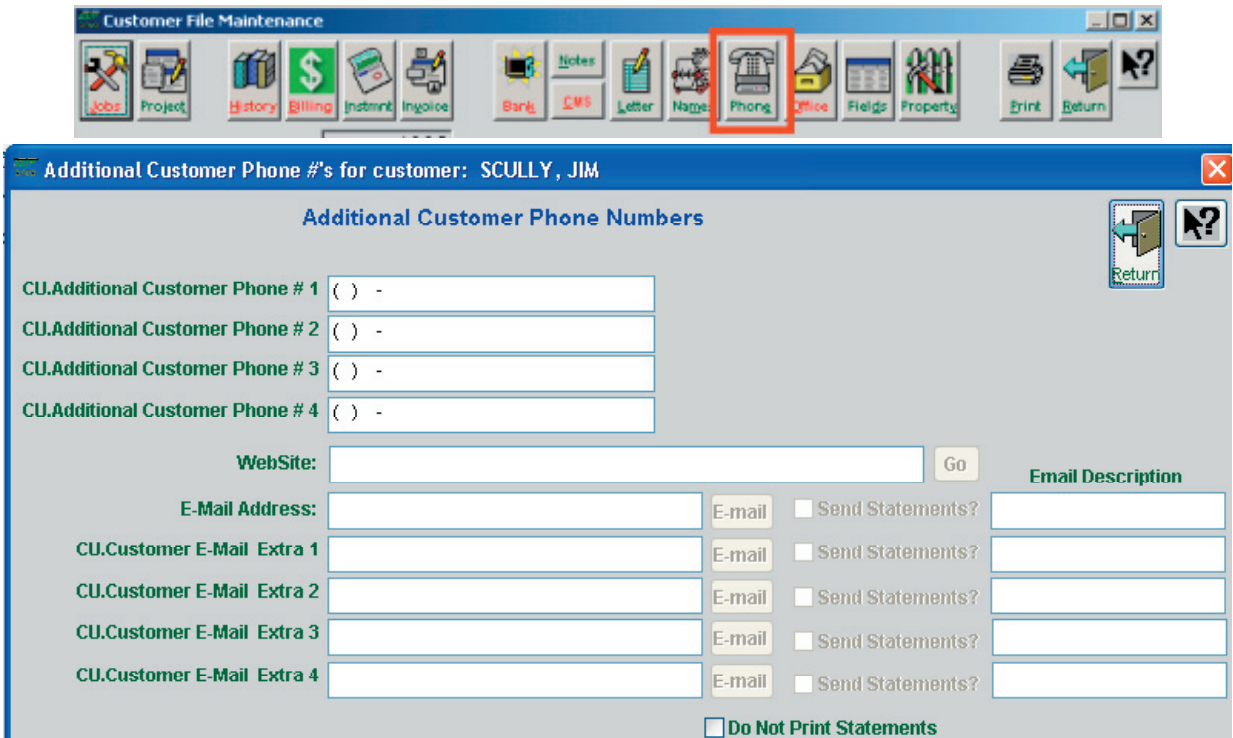 Customer File Maintenance
Notes
Jobs Project History Billing Instmnt Invoice Bank CMS Letter Names Phone Office Fields Property Print Return
Additional Customer Phone #'s for customer: SCULLY, JIM
Additional Customer Phone Numbers
Return
CU.Additional Customer Phone # 1 ( ) -
CU.Additional Customer Phone # 2 ( ) -
CU.Additional Customer Phone # 3 ( ) -
CU.Additional Customer Phone # 4 ( ) -
WebSite: Go
Email Description
E-Mail Address: E-mail Send Statements?
CU.Customer E-Mail Extra 1 E-mail Send Statements?
CU.Customer E-Mail Extra 2 E-mail Send Statements?
CU.Customer E-Mail Extra 3 E-mail Send Statements?
CU.Customer E-Mail Extra 4 E-mail Send Statements?
Do Not Print Statements